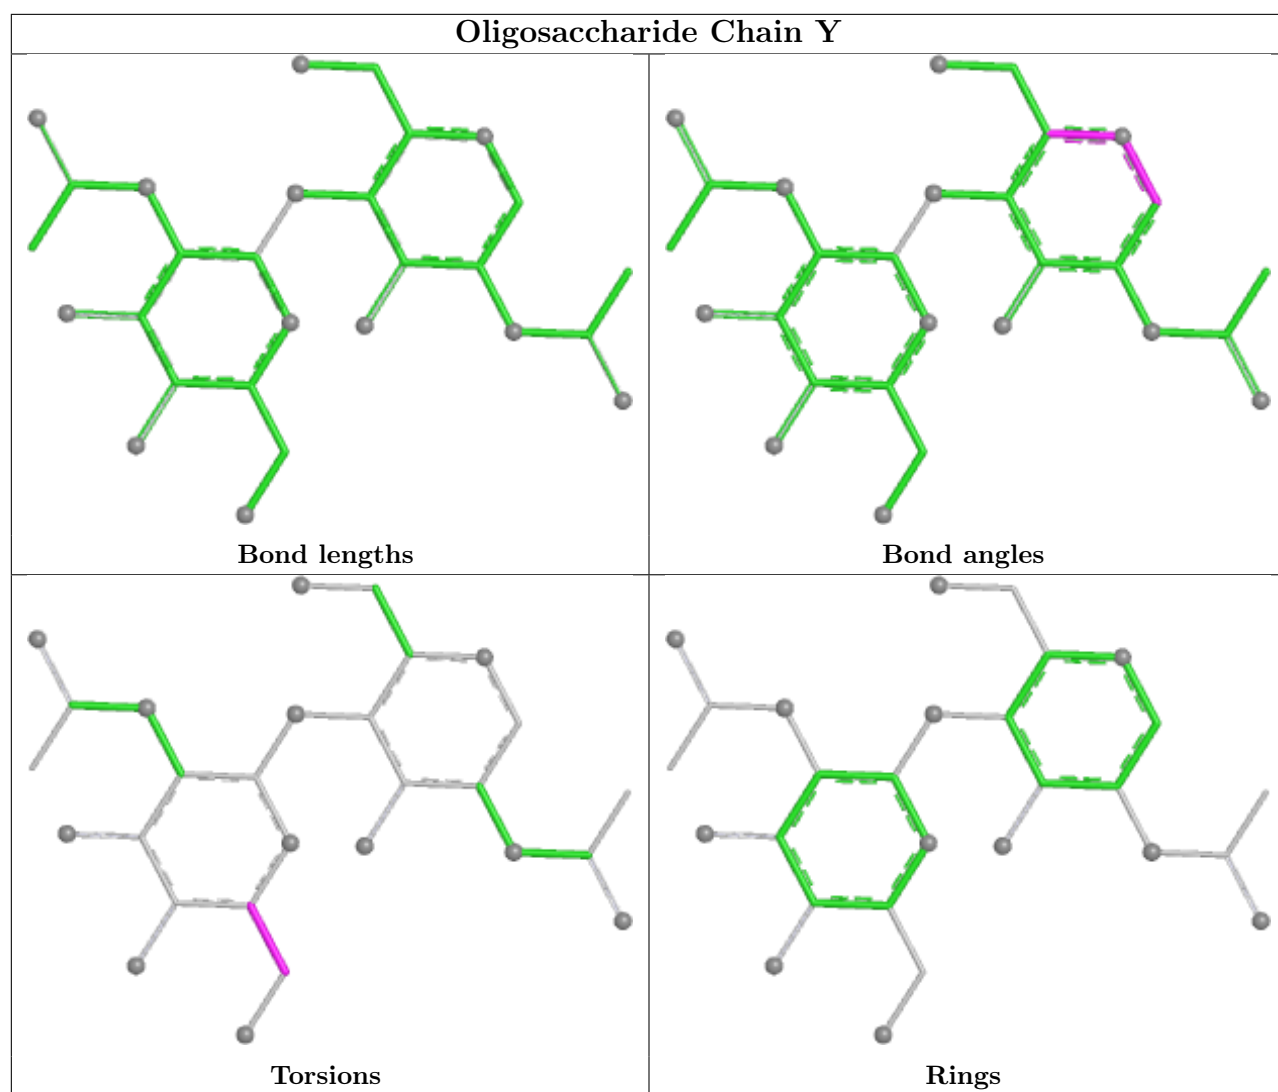 Oligosaccharide Chain Y
Bond lengths
Bond angles
Torsions
Rings